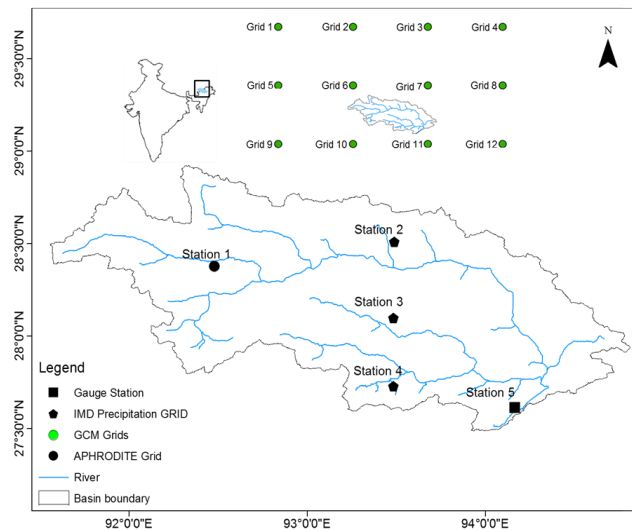 Grid 1 Grid 2 Grid 3 Grid 4
N
29°30'0"N
Grid 5 Grid 6 Grid 7 Grid 8
Grid 9 Grid 10 Grid 11 Grid 12
29°0'0"N
Station 2
28°30'0"N
Station 1
Station 3
28°0'0"N
Station 4
Station 5
27°30'0"N
Legend
Gauge Station
IMD Precipitation GRID
GCM Grids
APHRODITE Grid
River
Basin boundary
92°0'0"E 93°0'0"E 94°0'0"E